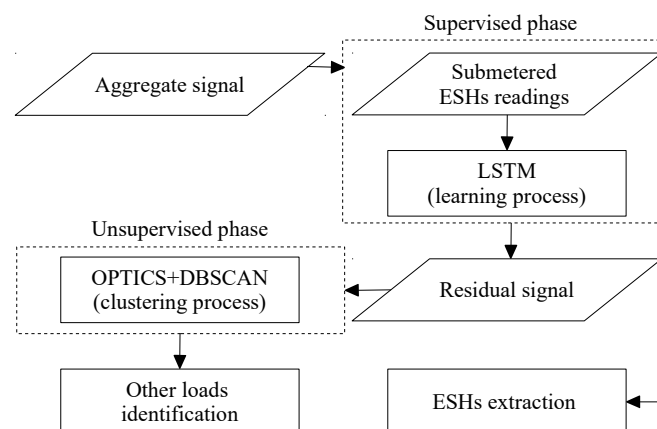 Supervised phase
Aggregate signal
Submetered
ESHs readings
LSTM
(learning process)
Unsupervised phase
OPTICS+DBSCAN
(clustering process)
Residual signal
Other loads
identification
ESHs extraction